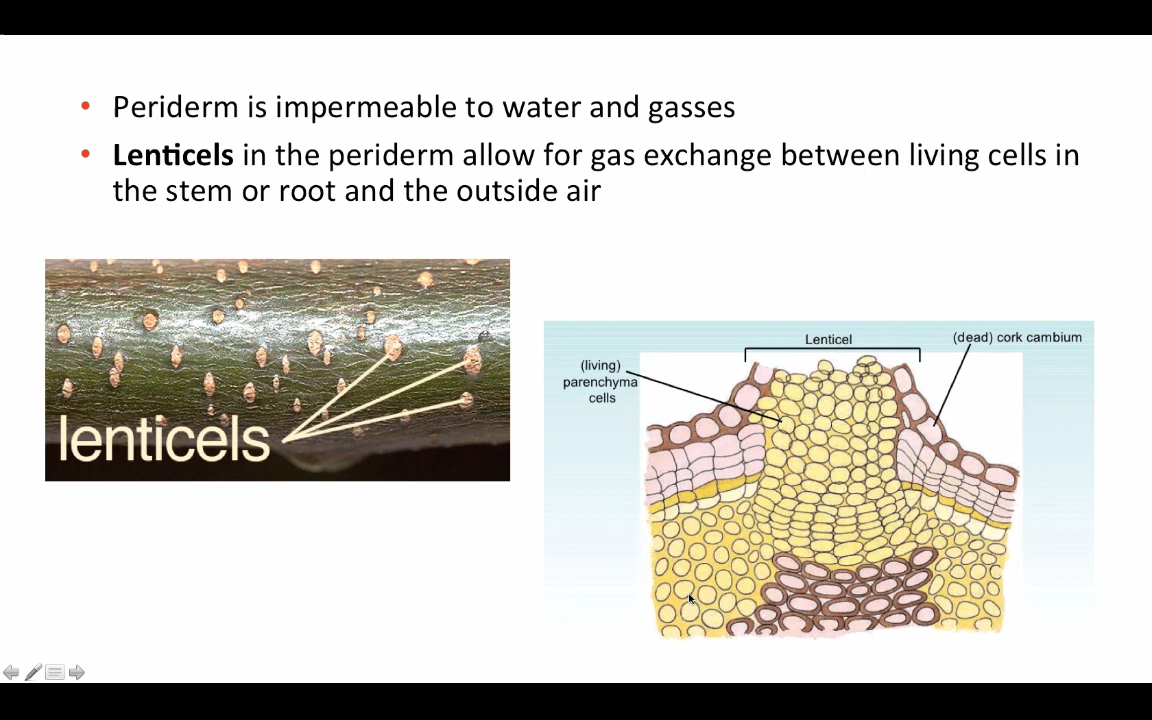 • Periderm is impermeable to water and gasses
• Lenticels in the periderm allow for gas exchange between living cells in
the stem or root and the outside air
lenticels
Lenticel
(dead) cork cambium
(living)
parenchyma
cells